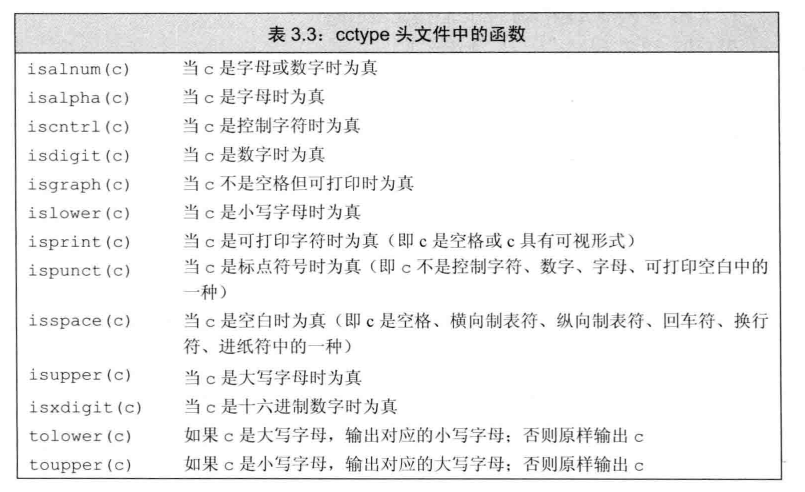 表 3.3：cctype 头文件中的函数
isalnum(c) 当 c 是字母或数字时为真
isalpha(c) 当 c 是字母时为真
iscntrl(c) 当 c 是控制字符时为真
isdigit(c) 当 c 是数字时为真
isgraph(c) 当 c 不是空格但可打印时为真
islower(c) 当 c 是小写字母时为真
isprint(c) 当 c 是可打印字符时为真（即 c 是空格或 c 具有可视形式）
ispunct(c) 当 c 是标点符号时为真（即 c 不是控制字符、数字、字母、可打印空白中的
一种）
isspace(c) 当 c 是空白时为真（即 c 是空格、横向制表符、纵向制表符、回车符、换行
符、进纸符中的一种）
isupper(c) 当 c 是大写字母时为真
isxdigit(c) 当 c 是十六进制数字时为真
tolower(c) 如果 c 是大写字母，输出对应的小写字母；否则原样输出 c
toupper(c) 如果 c 是小写字母，输出对应的大写字母；否则原样输出 c